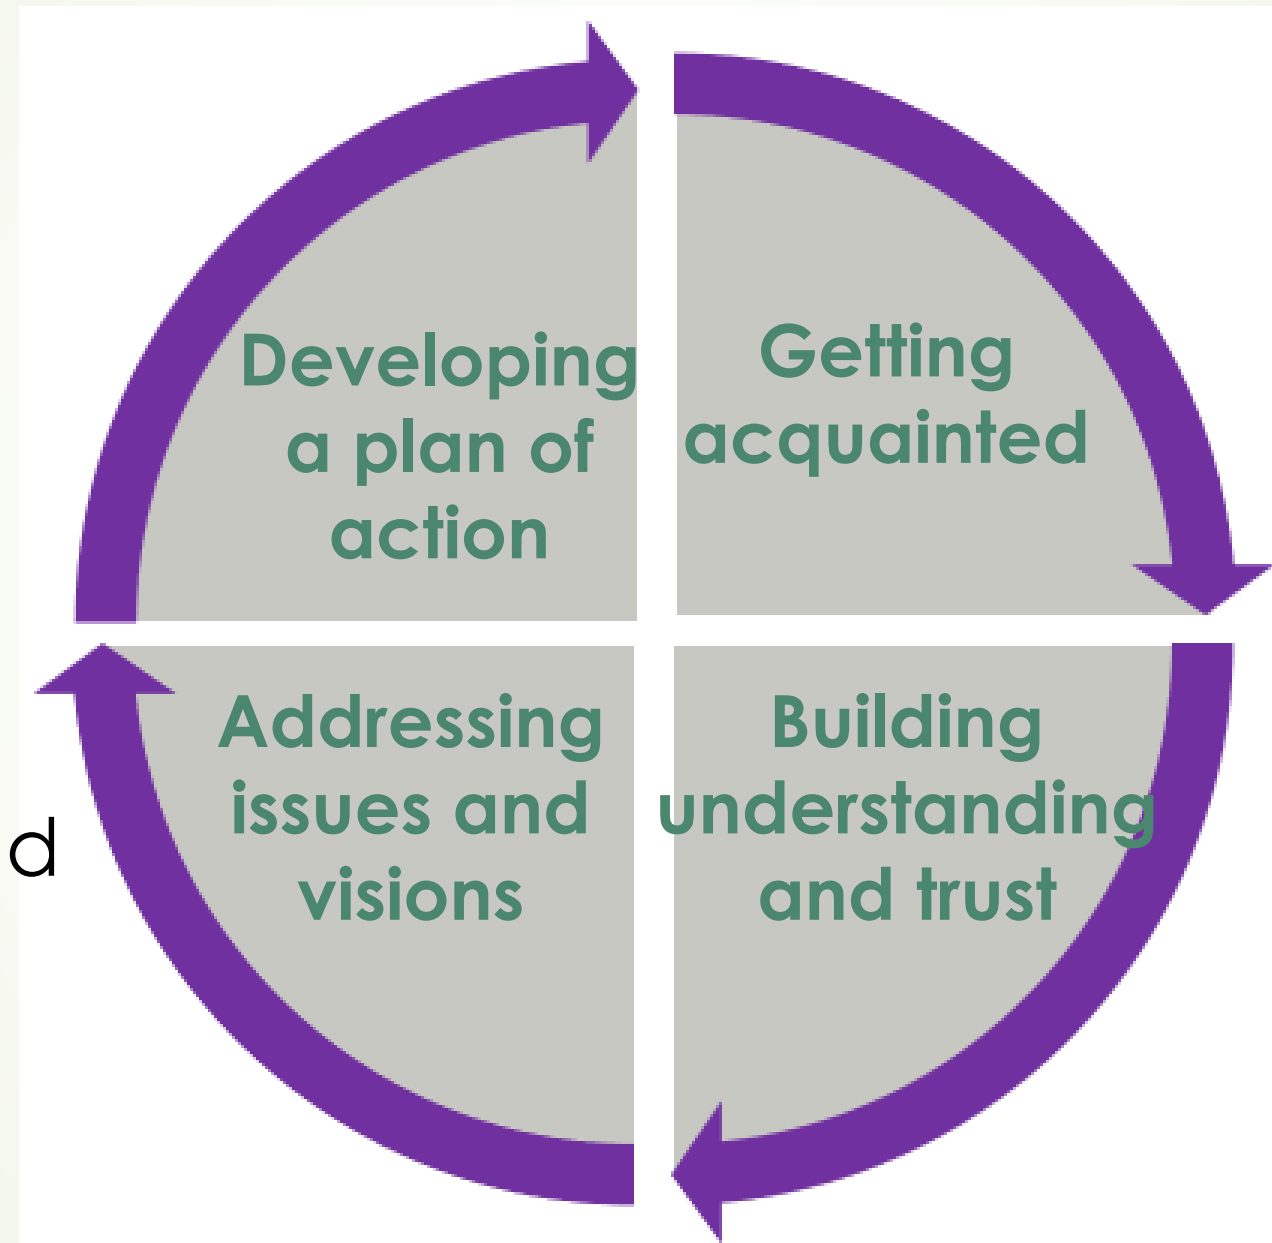 Developing
a plan of
action
Getting
acquainted
Addressing
issues and
visions
Building
understanding
and trust
d